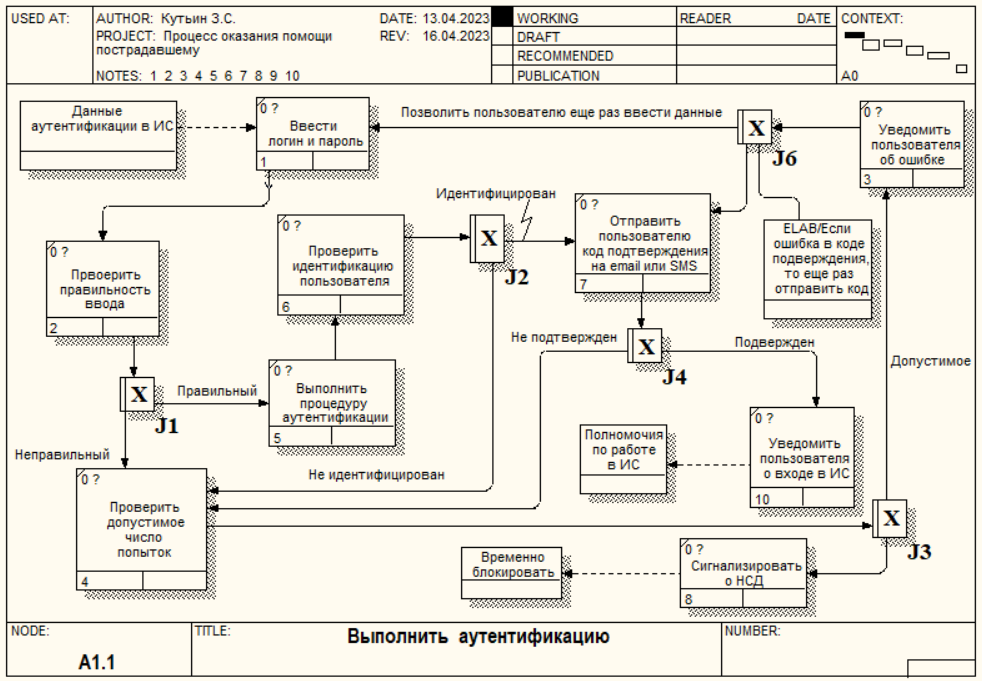 USED AT:
AUTHOR: Кутьин З.С.
DATE: 13.04.2023
PROJECT: Процесс оказания помощи
пострадавшему
REV: 16.04.2023
NOTES: 1 2 3 4 5 6 7 8 9 10
WORKING
DRAFT
RECOMMENDED
PUBLICATION
READER DATE
CONTEXT:
A0
Данные
аутентификации в ИС
0 ?
Ввести
логин и пароль
1
Позволить пользователю еще раз ввести данные
X
J6
0 ?
Уведомить
пользователя
об ошибке
3
0 ?
Првоерить
правильность
ввода
2
0 ?
Проверить
идентификацию
пользователя
6
Идентифицирован
X
J2
0 ?
Отправить
пользователю
код подтверждения
на email или SMS
7
ELAB/Если
ошибка в коде
подверждения,
то еще раз
отправить код
Не подтвержден
X
J4
Подвержден
Допустимое
X
J1
Правильный
Неправильный
0 ?
Выполнить
процедуру
аутентификации
5
Полномочия
по работе
в ИС
0 ?
Уведомить
пользователя
о входе в ИС
10
Не идентифицирован
0 ?
Проверить
допустимое
число
попыток
4
X
J3
Временно
блокировать
0 ?
Сигнализировать
о НСД
8
NODE:
A1.1
TITLE:
Выполнить аутентификацию
NUMBER: